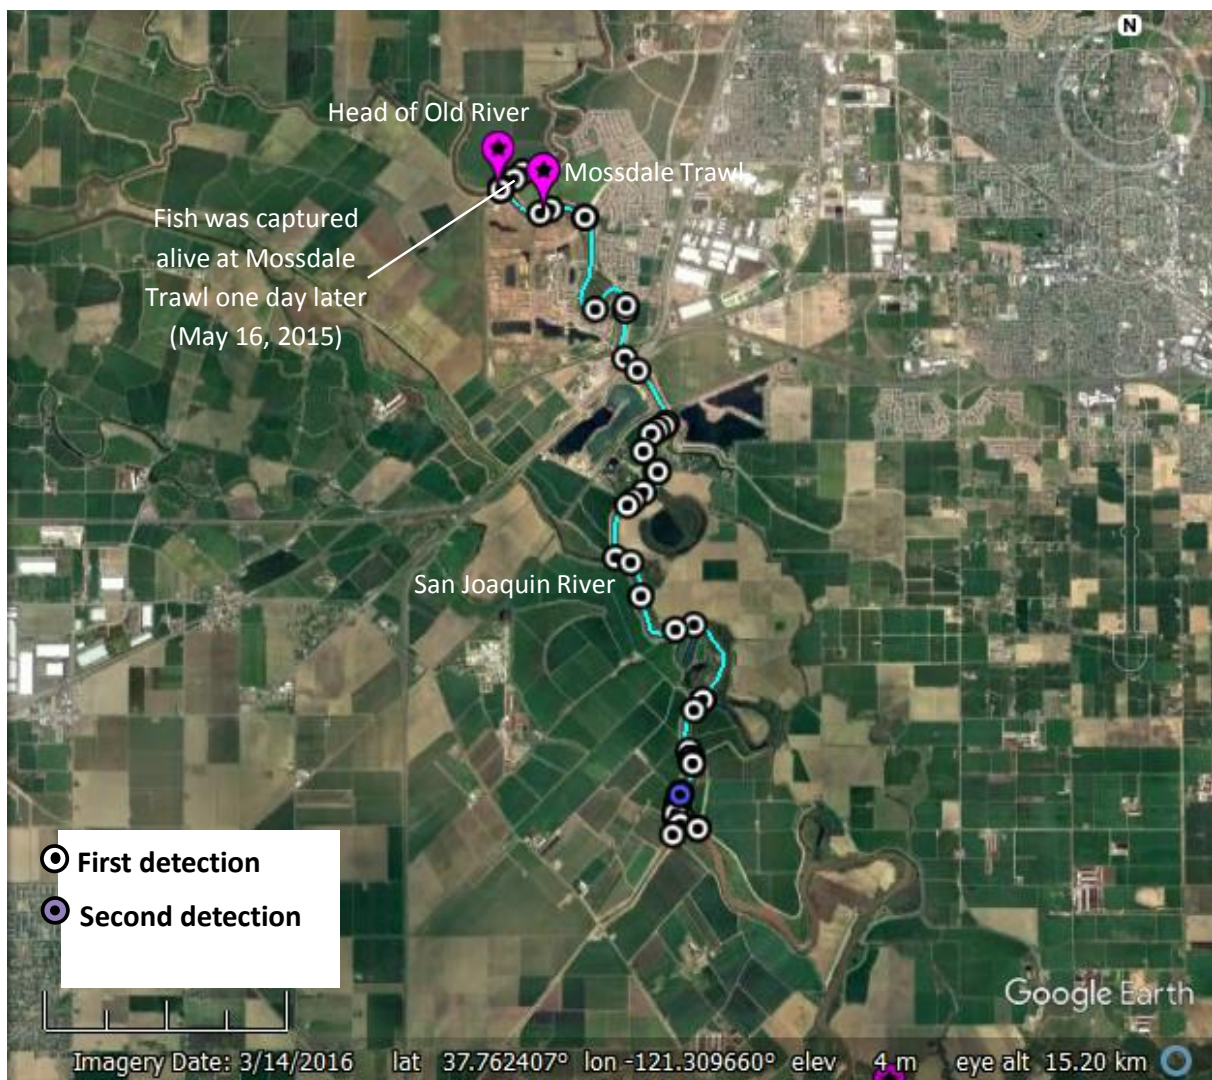 N
Head of Old River
Mossdale Trawl
Fish was captured
alive at Mossdale
Trawl one day later
(May 16, 2015)
San Joaquin River
First detection
Second detection
Google Earth
Imagery Date: 3/14/2016 lat 37.762407° lon -121.309660° elev 4 m eye alt 15.20 km